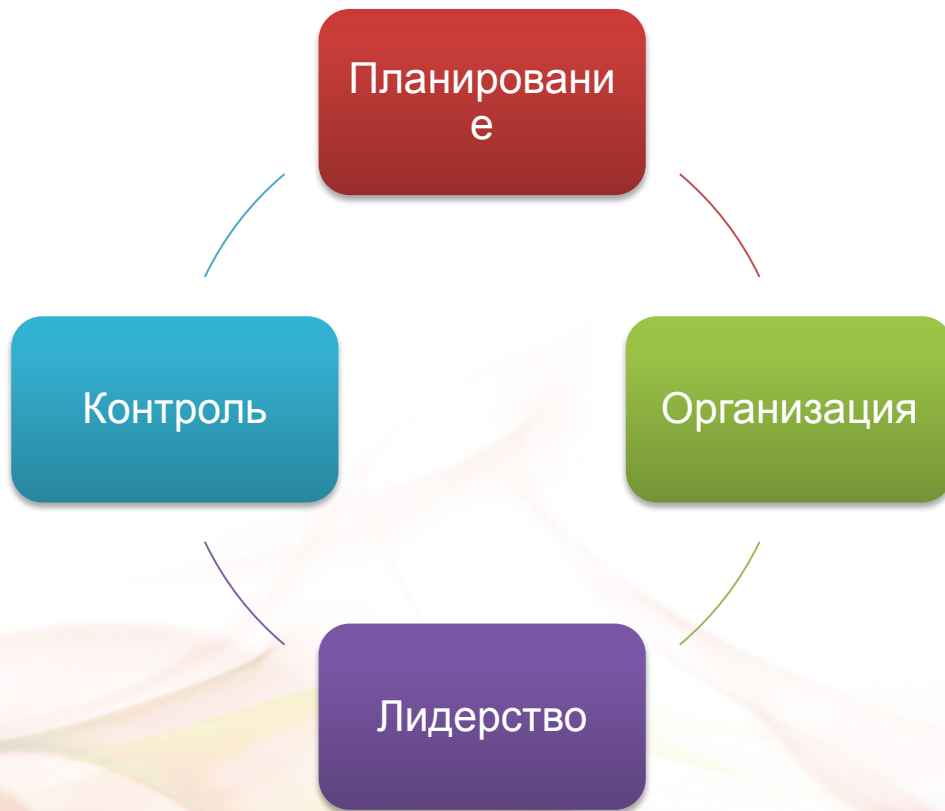 Планировани
е
Контроль
Организация
Лидерство